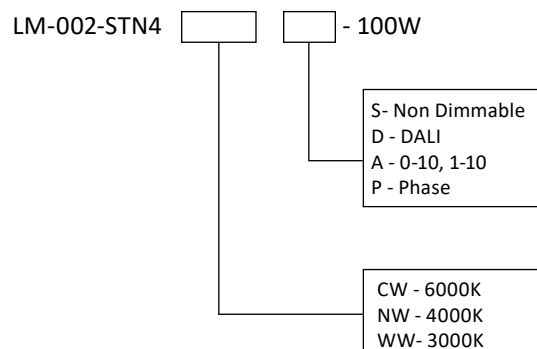 LM-002-STN4 - 100W
S- Non Dimmable
D - DALI
A - 0-10, 1-10
P - Phase
CW - 6000K
NW - 4000K
WW- 3000K